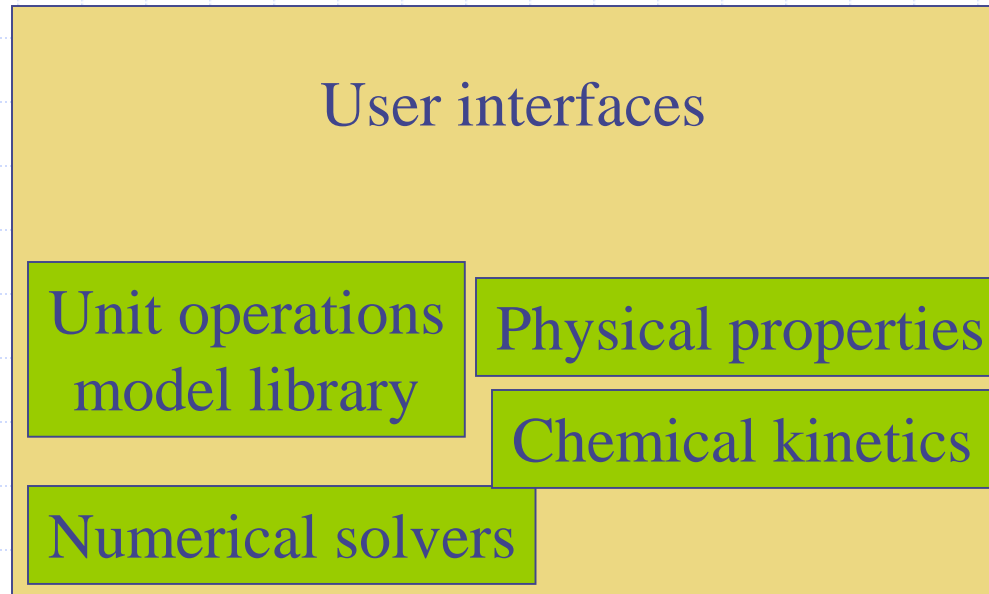 User interfaces
Unit operations
model library
Physical properties
Chemical kinetics
Numerical solvers